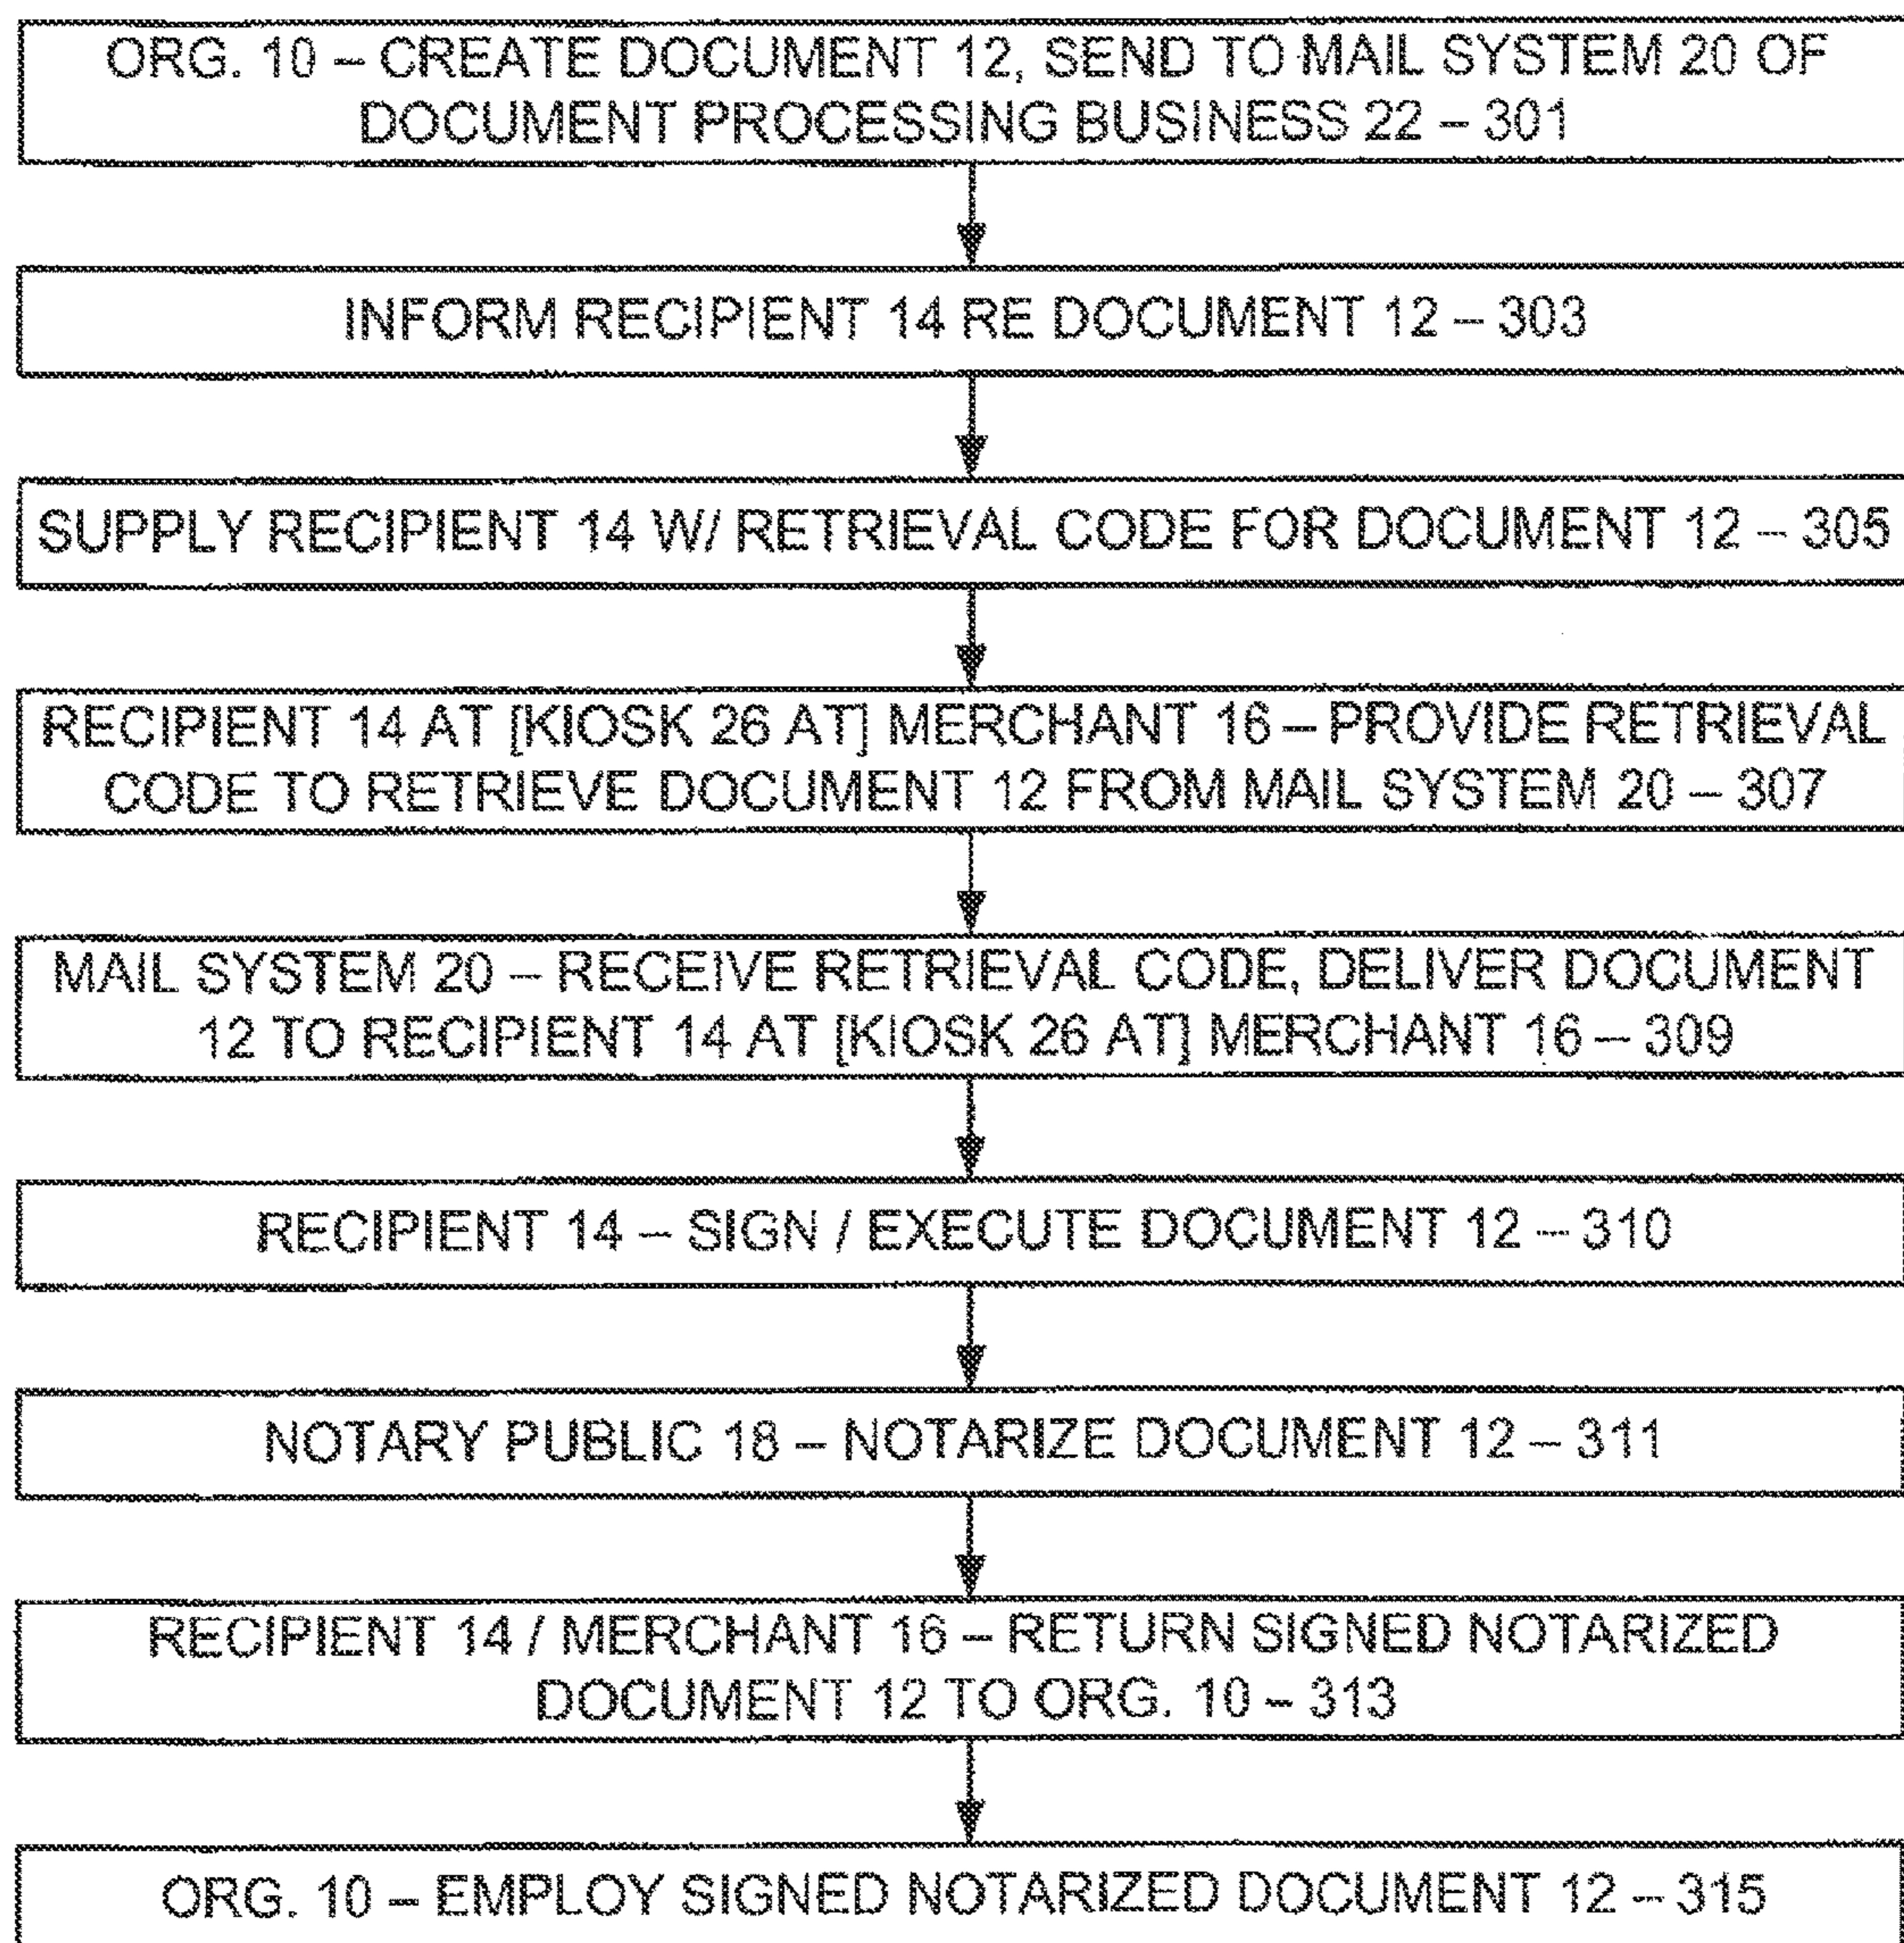 ORG. 10 – CREATE DOCUMENT 12, SEND TO MAIL SYSTEM 20 OF
DOCUMENT PROCESSING BUSINESS 22 – 301
INFORM RECIPIENT 14 RE DOCUMENT 12 – 303
SUPPLY RECIPIENT 14 W/ RETRIEVAL CODE FOR DOCUMENT 12 – 305
RECIPIENT 14 AT [KIOSK 26 AT] MERCHANT 16 – PROVIDE RETRIEVAL
CODE TO RETRIEVE DOCUMENT 12 FROM MAIL SYSTEM 20 – 307
MAIL SYSTEM 20 – RECEIVE RETRIEVAL CODE, DELIVER DOCUMENT
12 TO RECIPIENT 14 AT [KIOSK 26 AT] MERCHANT 16 – 309
RECIPIENT 14 – SIGN / EXECUTE DOCUMENT 12 – 310
NOTARY PUBLIC 18 – NOTARIZE DOCUMENT 12 – 311
RECIPIENT 14 / MERCHANT 16 – RETURN SIGNED NOTARIZED
DOCUMENT 12 TO ORG. 10 – 313
ORG. 10 – EMPLOY SIGNED NOTARIZED DOCUMENT 12 – 315